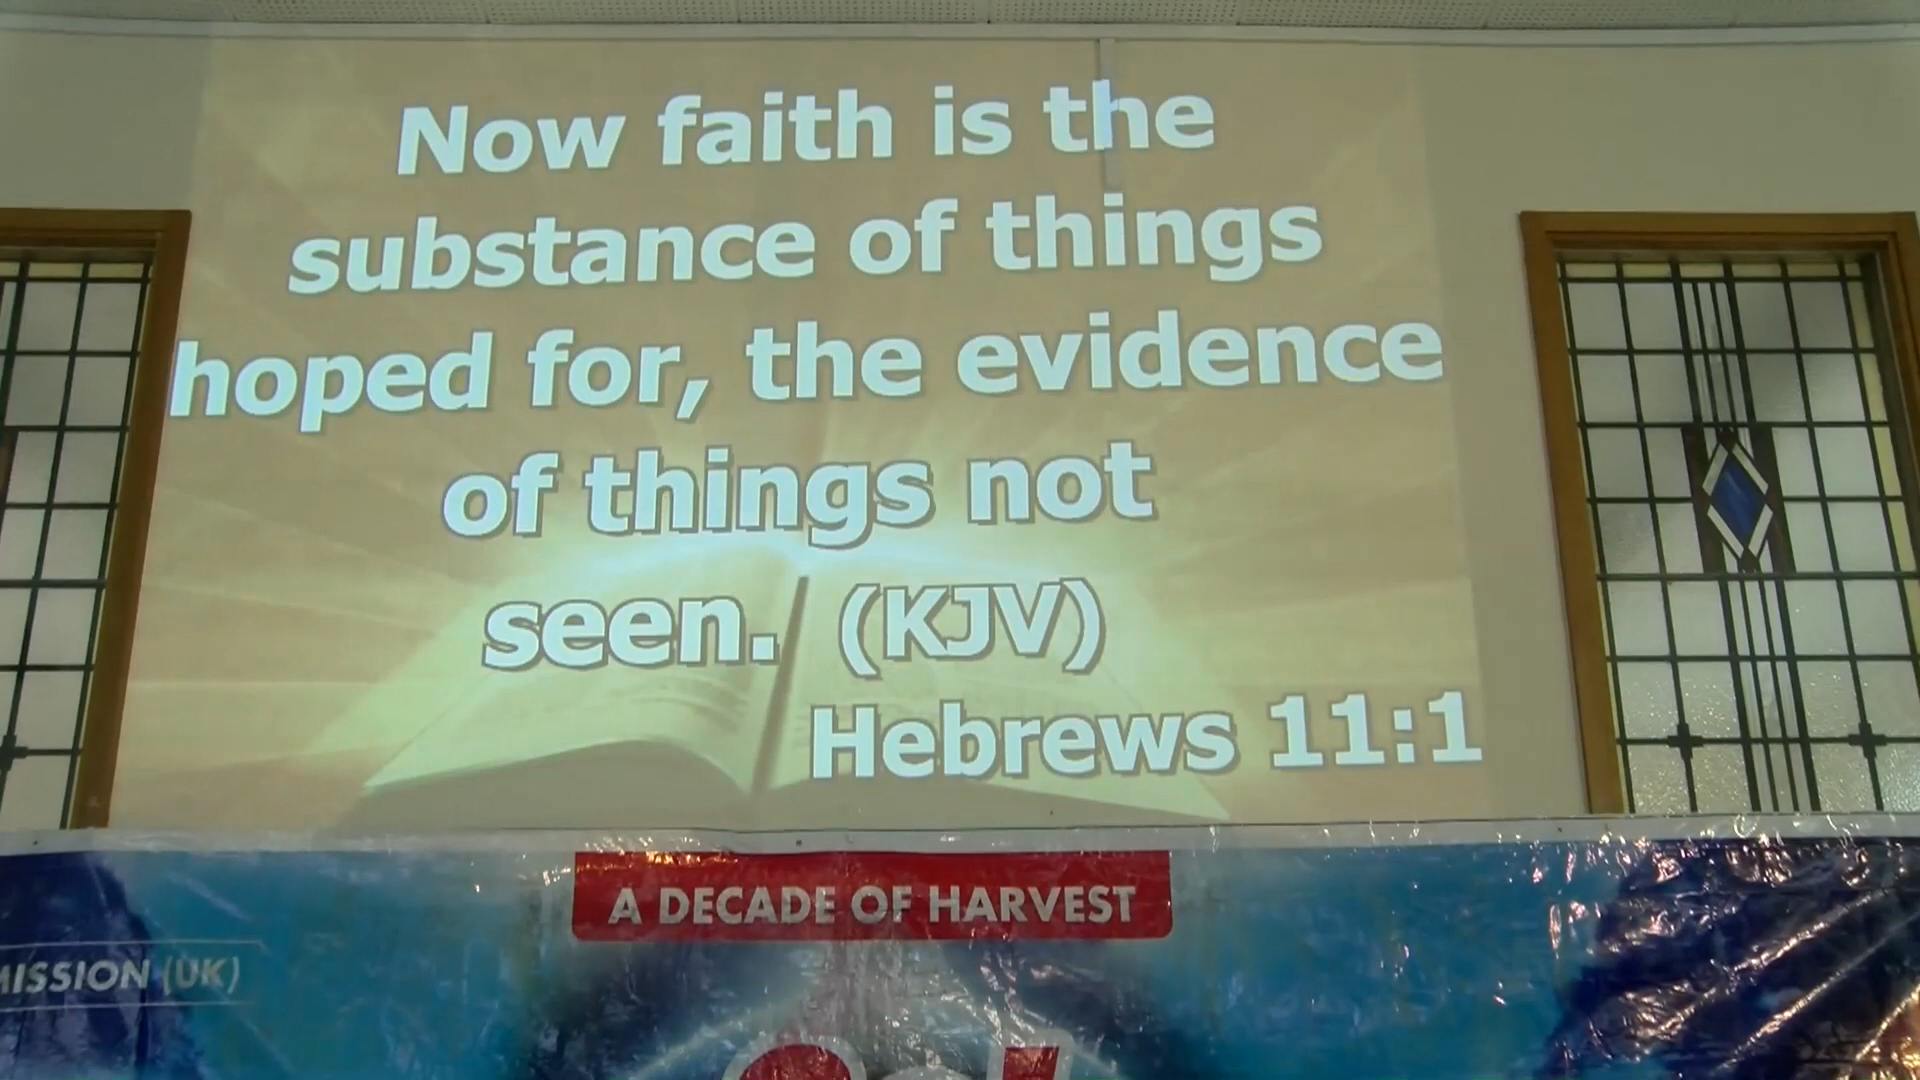 Now faith is the
substance of things
hoped for, the evidence
of things not
seen. (KJV)
Hebrews 11:1
A DECADE OF HARVEST
MISSION (UK)